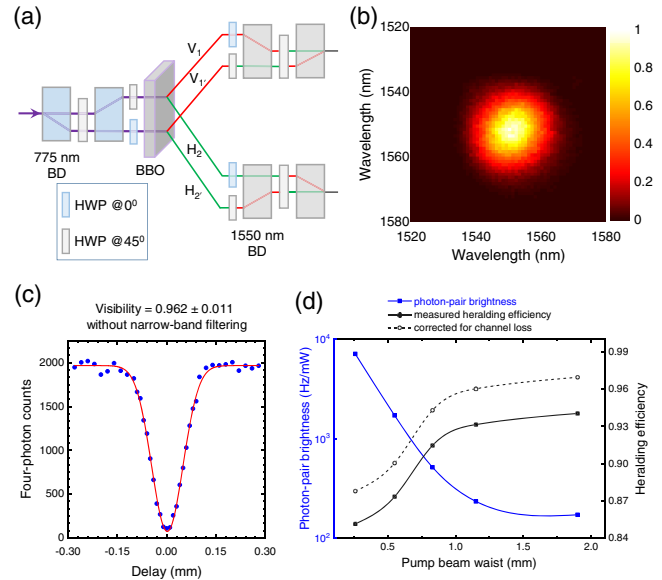 (a)
V1
V1'
H2
H2'
775 nm
BD
BBO
HWP @0⁰
HWP @45⁰
1550 nm
BD
(b)
1520
1540
1560
1580
Wavelength (nm)
1520 1540 1560 1580
Wavelength (nm)
1
0.8
0.6
0.4
0.2
0
(c)
Visibility = 0.962 ± 0.011
without narrow-band filtering
2000
1500
1000
500
0
Four-photon counts
-0.30 -0.15 0.00 0.15 0.30
Delay (mm)
(d)
photon-pair brightness
measured heralding efficiency
corrected for channel loss
10⁴
10³
10²
Photon-pair brightness (Hz/mW)
0.99
0.96
0.93
0.90
0.87
0.84
Heralding efficiency
0.5 1.0 1.5 2.0
Pump beam waist (mm)